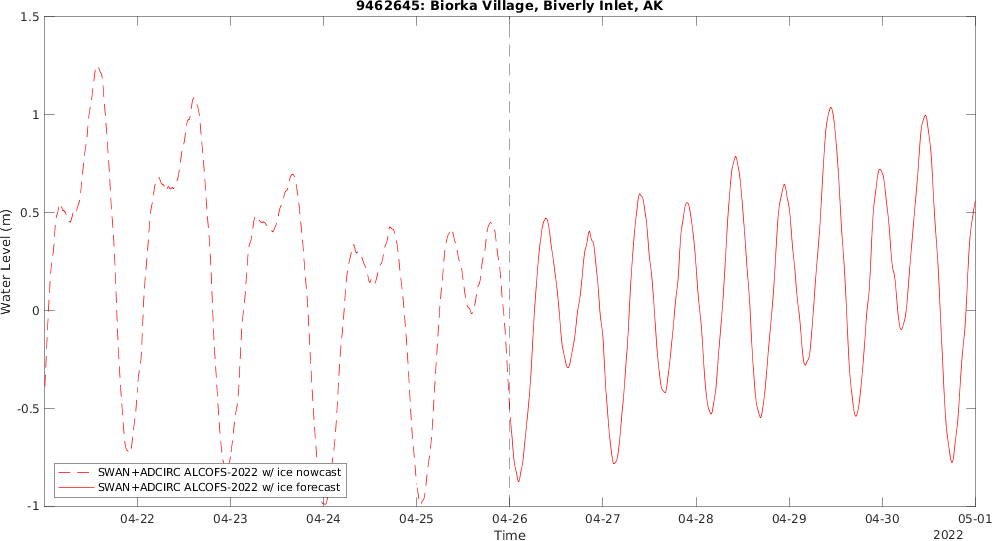 9462645: Biorka Village, Biverly Inlet, AK
1.5
1
0.5
0
-0.5
-1
Water Level (m)
SWAN+ADCIRC ALCOFS-2022 w/ ice nowcast
SWAN+ADCIRC ALCOFS-2022 w/ ice forecast
04-22 04-23 04-24 04-25 04-26 04-27 04-28 04-29 04-30 05-01
Time
2022